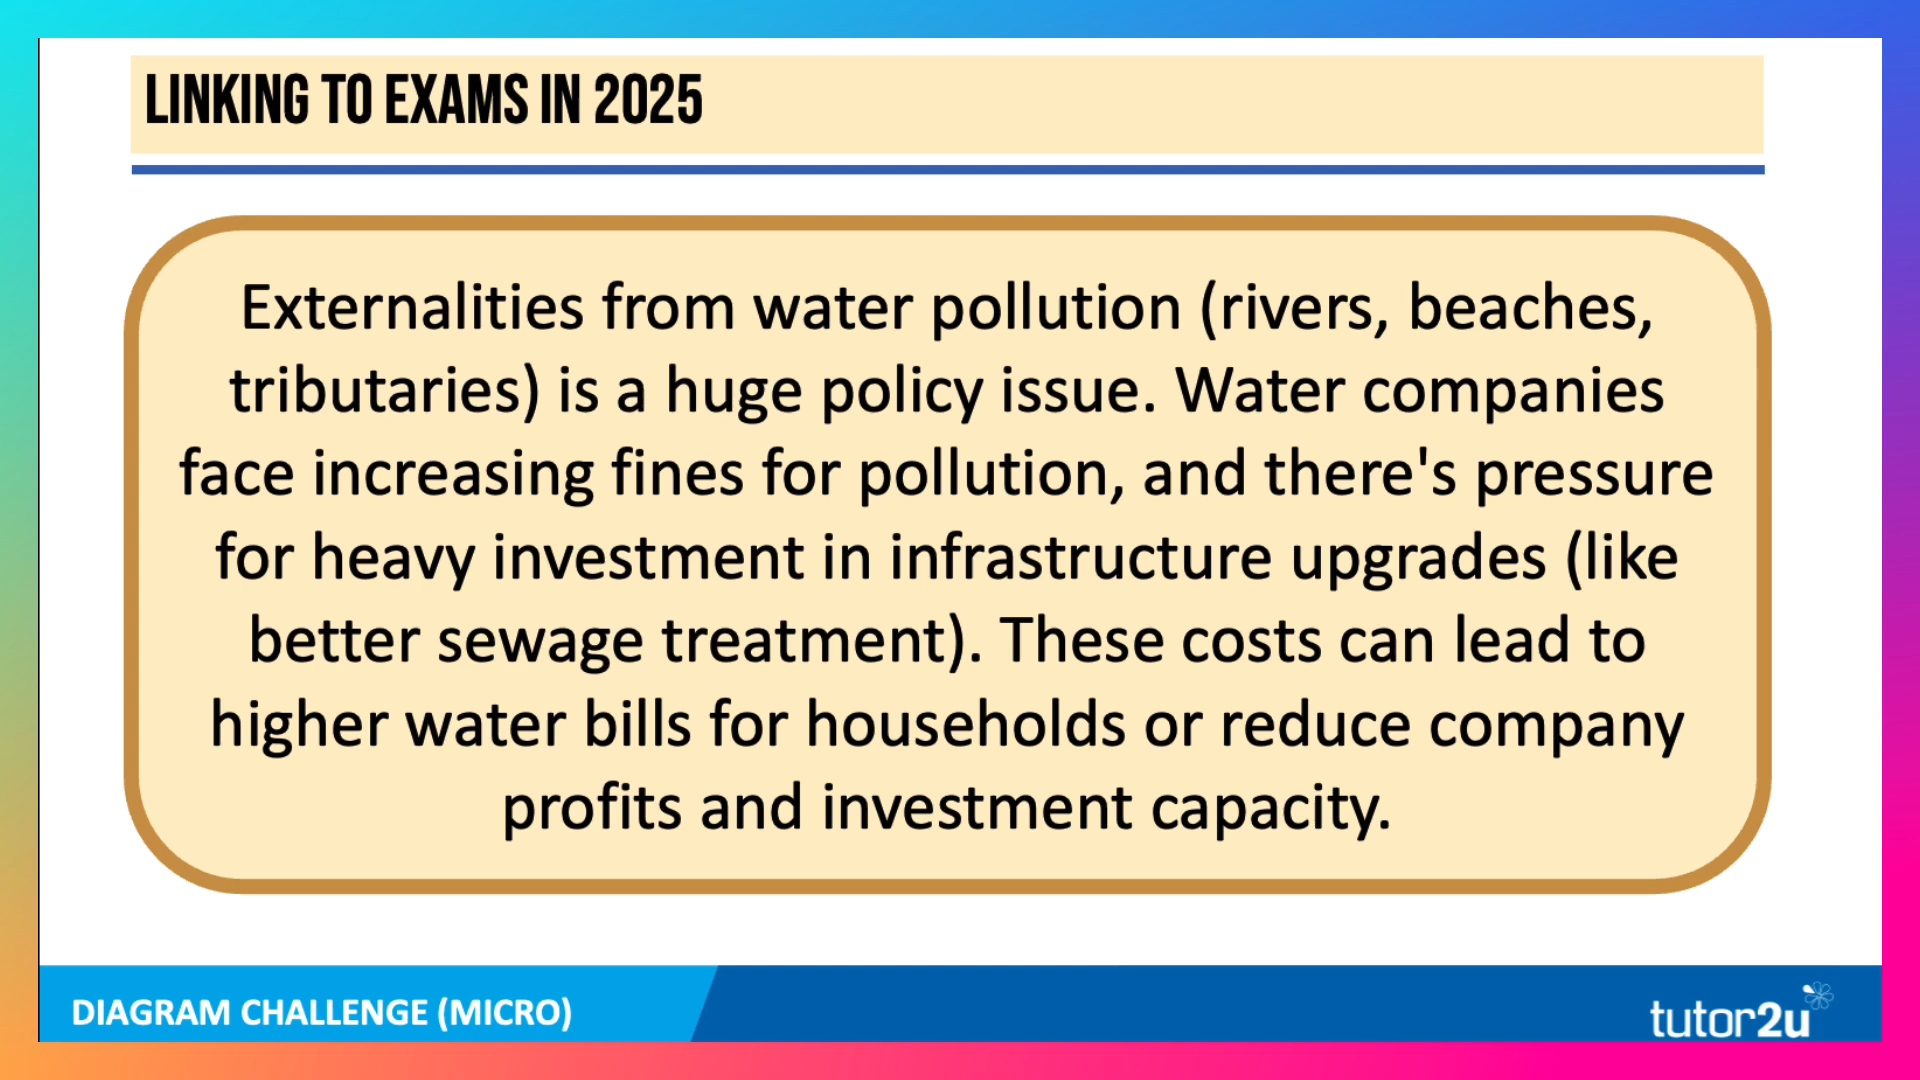 LINKING TO EXAMS IN 2025
Externalities from water pollution (rivers, beaches,
tributaries) is a huge policy issue. Water companies
face increasing fines for pollution, and there's pressure
for heavy investment in infrastructure upgrades (like
better sewage treatment). These costs can lead to
higher water bills for households or reduce company
profits and investment capacity.
DIAGRAM CHALLENGE (MICRO)
tutor2u